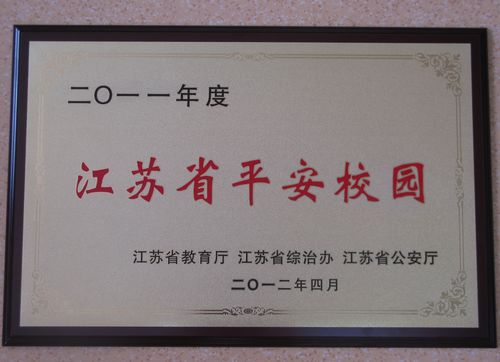 二〇一一年度
江苏省平安校园
江苏省教育厅 江苏省综治办 江苏省公安厅
二〇一二年四月